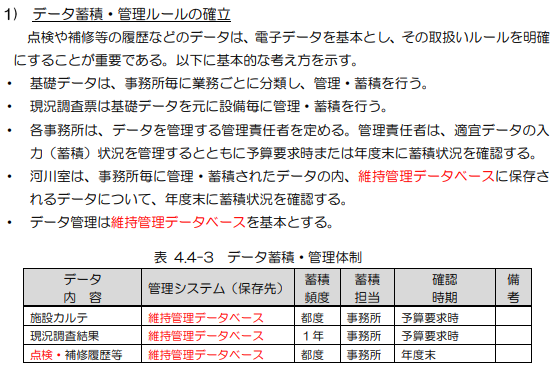 1) データ蓄積・管理ルールの確立
点検や補修等の履歴などのデータは、電子データを基本とし、その取扱いルールを明確
にすることが重要である。以下に基本的な考え方を示す。
・ 基礎データは、事務所毎に業務ごとに分類し、管理・蓄積を行う。
・ 現況調査票は基礎データを元に設備毎に管理・蓄積を行う。
・ 各事務所は、データを管理する管理責任者を定める。管理責任者は、適宜データの入
力（蓄積）状況を管理するとともに予算要求時または年度末に蓄積状況を確認する。
・ 河川室は、事務所毎に管理・蓄積されたデータの内、維持管理データベースに保存さ
れるデータについて、年度末に蓄積状況を確認する。
・ データ管理は維持管理データベースを基本とする。
表 4.4-3 データ蓄積・管理体制
データ 内 容 管理システム（保存先） 蓄積 頻度 蓄積 担当 確認 時期 備 考
施設カルテ 維持管理データベース 都度 事務所 予算要求時
現況調査結果 維持管理データベース 1年 事務所 予算要求時
点検・補修履歴等 維持管理データベース 都度 事務所 年度末